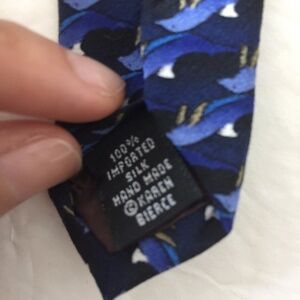 100%
IMPORTED
SILK
HAND MADE
© KAREN
BIERCE